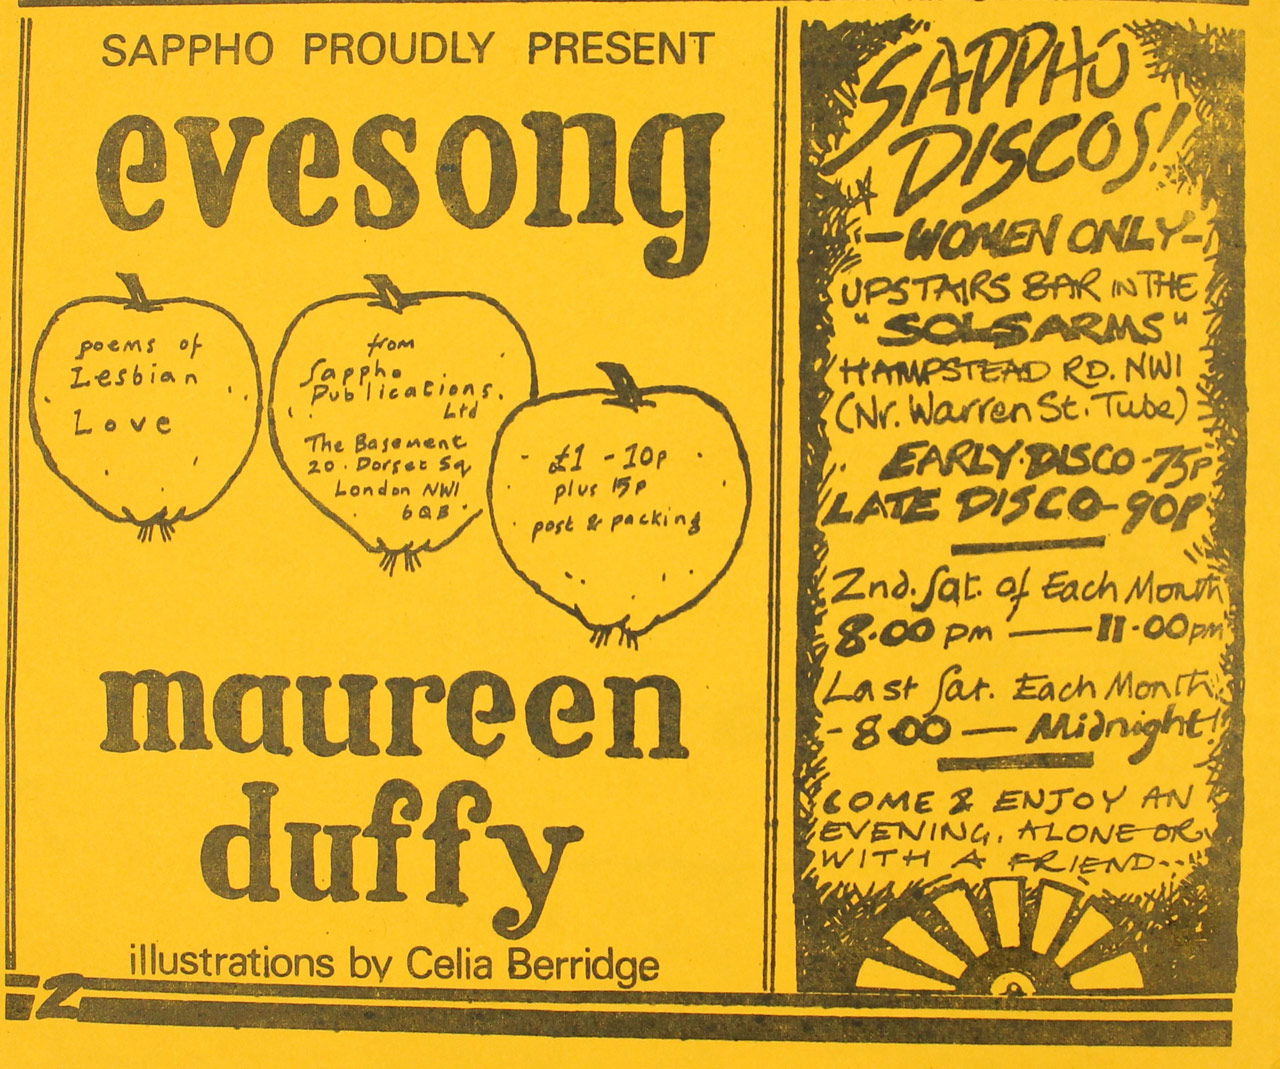 SAPPHO PROUDLY PRESENT
evesong
poems of
Lesbian
Love
from
Sappho
Publications.
Ltd
The Basement
20. Dorset Sq
London NW1
6QB
£1 - 10p
plus 15p
post & packing
maureen
duffy
illustrations by Celia Berridge
2
SAPPHO
DISCOS!
- WOMEN ONLY -
UPSTAIRS BAR IN THE
"SOLS ARMS"
HAMPSTEAD RD. NW1
(Nr. Warren St. Tube)
EARLY DISCO - 75p
LATE DISCO - 90p
2nd. Sat. of Each Month
8.00 pm — 11.00pm
Last Sat. Each Month
- 8.00 — Midnight!
COME & ENJOY AN
EVENING, ALONE OR
WITH A FRIEND...